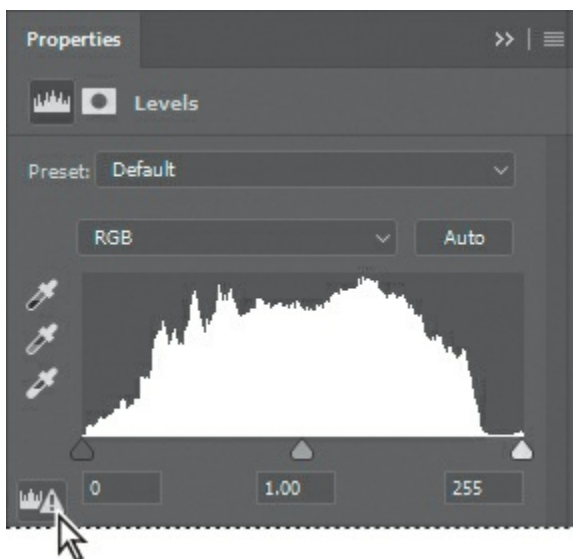 Properties
Levels
Preset: Default
RGB Auto
0 1.00 255